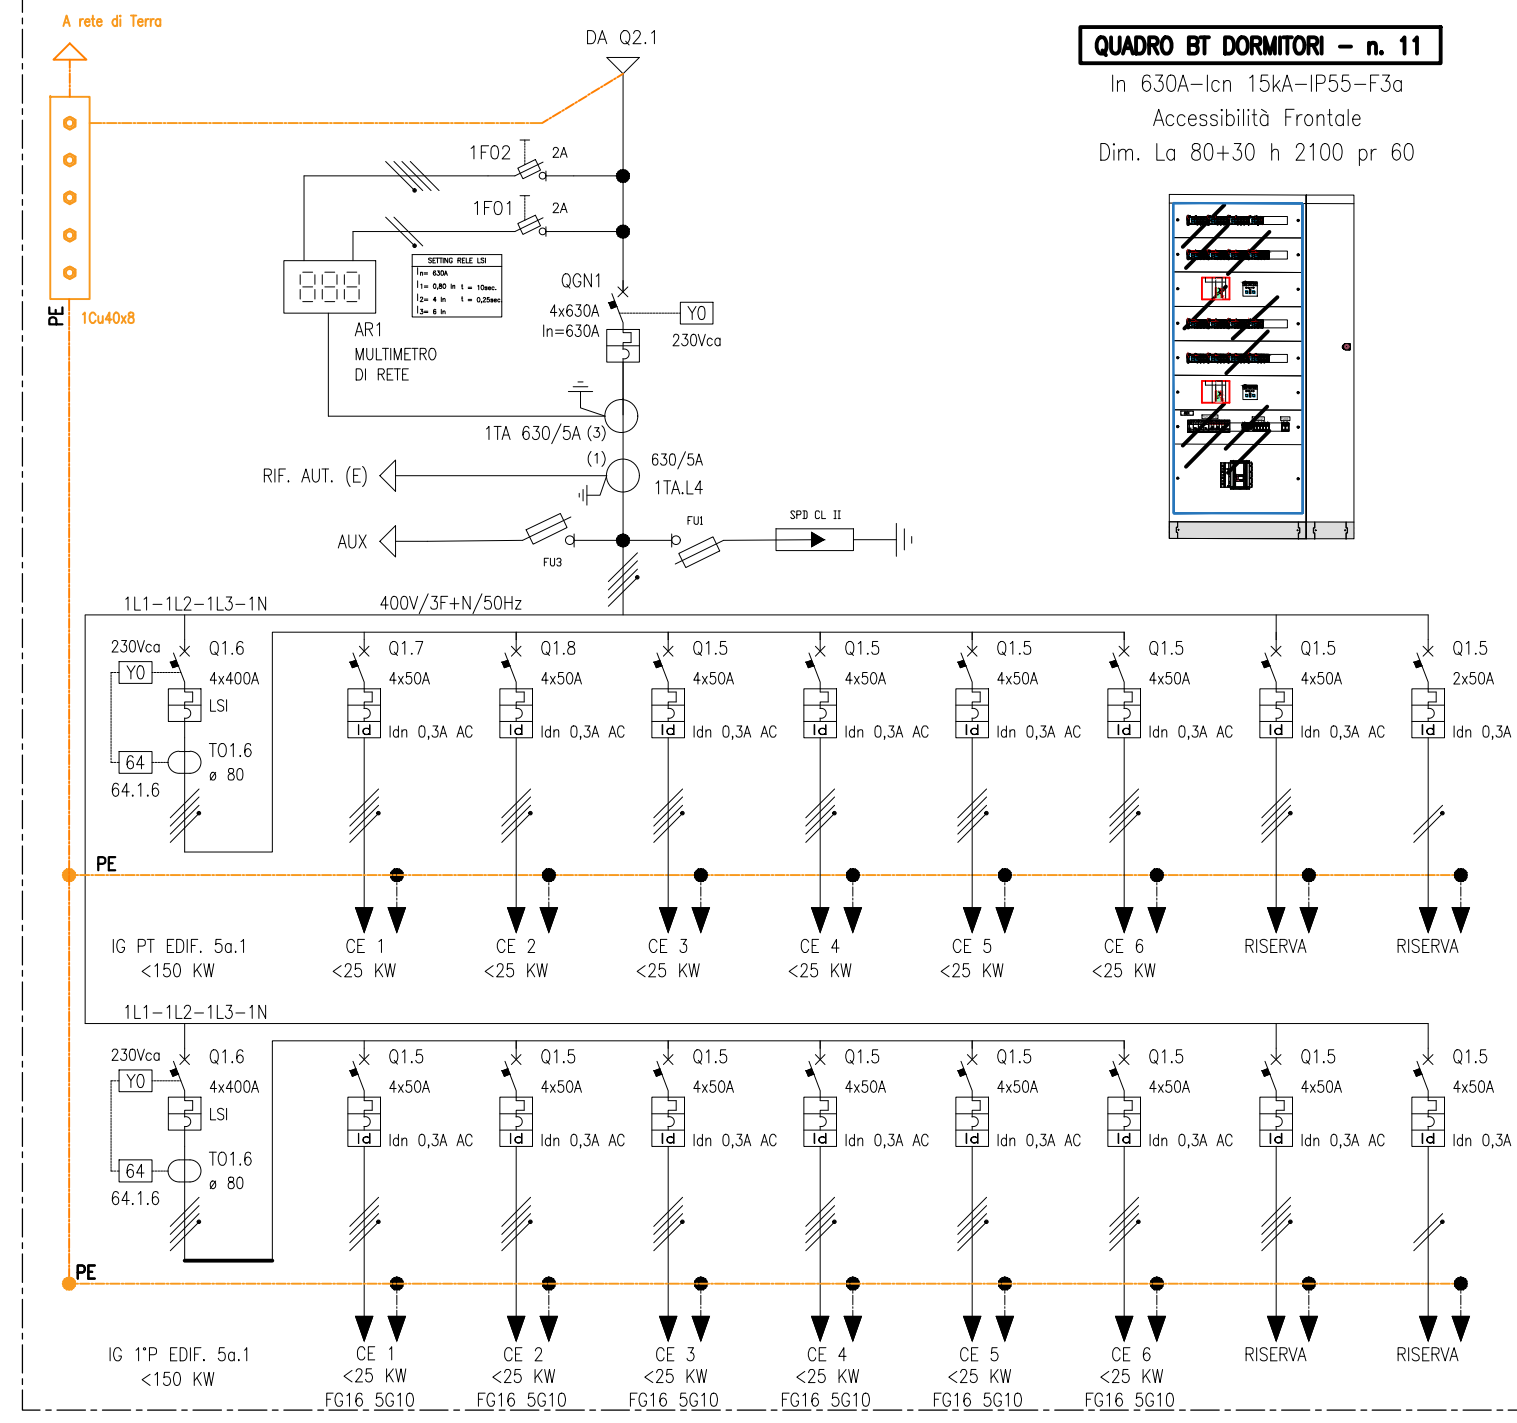 A rete di Terra
DA Q2.1
QUADRO BT DORMITORI - n. 11
In 630A-Icn 15kA-IP55-F3a
Accessibilità Frontale
Dim. La 80+30 h 2100 pr 60
1F02 2A
1F01 2A
SETTING RELE LSI
In= 630A
I1= 0,80 In t = 10sec.
I2= 4 In t = 0,25sec
I3= 6 In
QGN1
4x630A
In=630A
Y0
230Vca
PE
1Cu40x8
AR1
MULTIMETRO
DI RETE
1TA 630/5A (3)
(1) 630/5A
RIF. AUT. (E)
1TA.L4
SPD CL II
FU1
AUX
FU3
1L1-1L2-1L3-1N 400V/3F+N/50Hz
230Vca Q1.6 Q1.7 Q1.8 Q1.5 Q1.5 Q1.5 Q1.5 Q1.5 Q1.5
Y0 4x400A 4x50A 4x50A 4x50A 4x50A 4x50A 4x50A 4x50A 2x50A
LSI
Id Idn 0,3A AC Id Idn 0,3A AC Id Idn 0,3A AC Id Idn 0,3A AC Id Idn 0,3A AC Id Idn 0,3A AC Id Idn 0,3A AC Id Idn 0,3A
T01.6
64 ø 80
64.1.6
PE
IG PT EDIF. 5a.1 CE 1 CE 2 CE 3 CE 4 CE 5 CE 6 RISERVA RISERVA
<150 KW <25 KW <25 KW <25 KW <25 KW <25 KW <25 KW
1L1-1L2-1L3-1N
230Vca Q1.6 Q1.5 Q1.5 Q1.5 Q1.5 Q1.5 Q1.5 Q1.5 Q1.5
Y0 4x400A 4x50A 4x50A 4x50A 4x50A 4x50A 4x50A 4x50A 4x50A
LSI
Id Idn 0,3A AC Id Idn 0,3A AC Id Idn 0,3A AC Id Idn 0,3A AC Id Idn 0,3A AC Id Idn 0,3A AC Id Idn 0,3A AC Id Idn 0,3A
T01.6
64 ø 80
64.1.6
PE
IG 1°P EDIF. 5a.1 CE 1 CE 2 CE 3 CE 4 CE 5 CE 6 RISERVA RISERVA
<150 KW <25 KW <25 KW <25 KW <25 KW <25 KW <25 KW
FG16 5G10 FG16 5G10 FG16 5G10 FG16 5G10 FG16 5G10 FG16 5G10